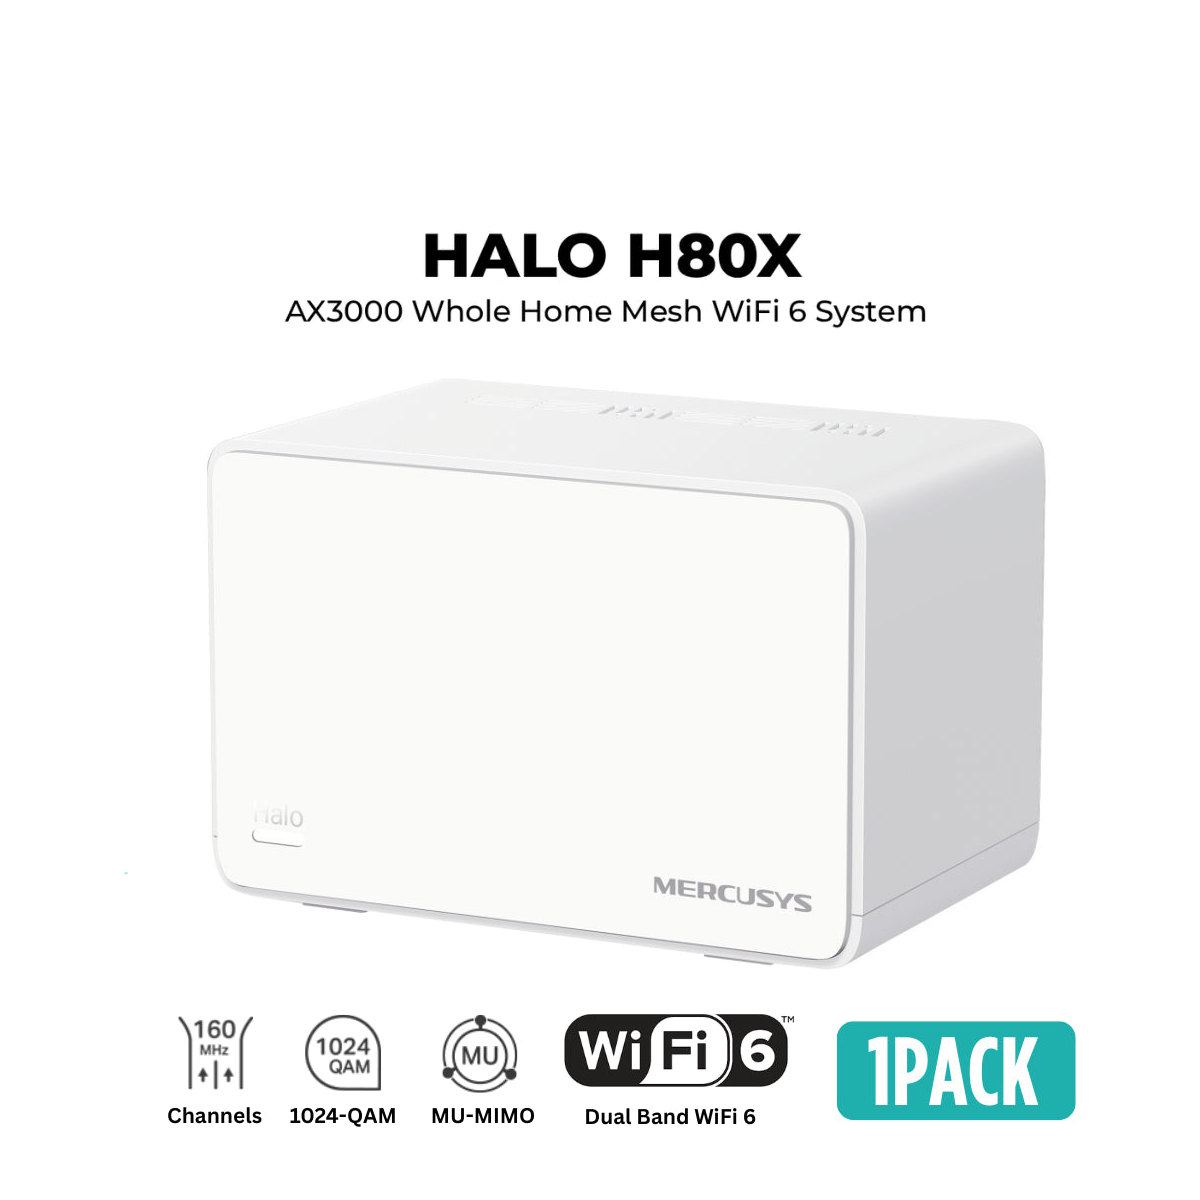 HALO H80X
AX3000 Whole Home Mesh WiFi 6 System
Halo
MERCUSYS
160
MHz
Channels
1024
QAM
1024-QAM
MU
MU-MIMO
Wi Fi 6 ™
Dual Band WiFi 6
1PACK